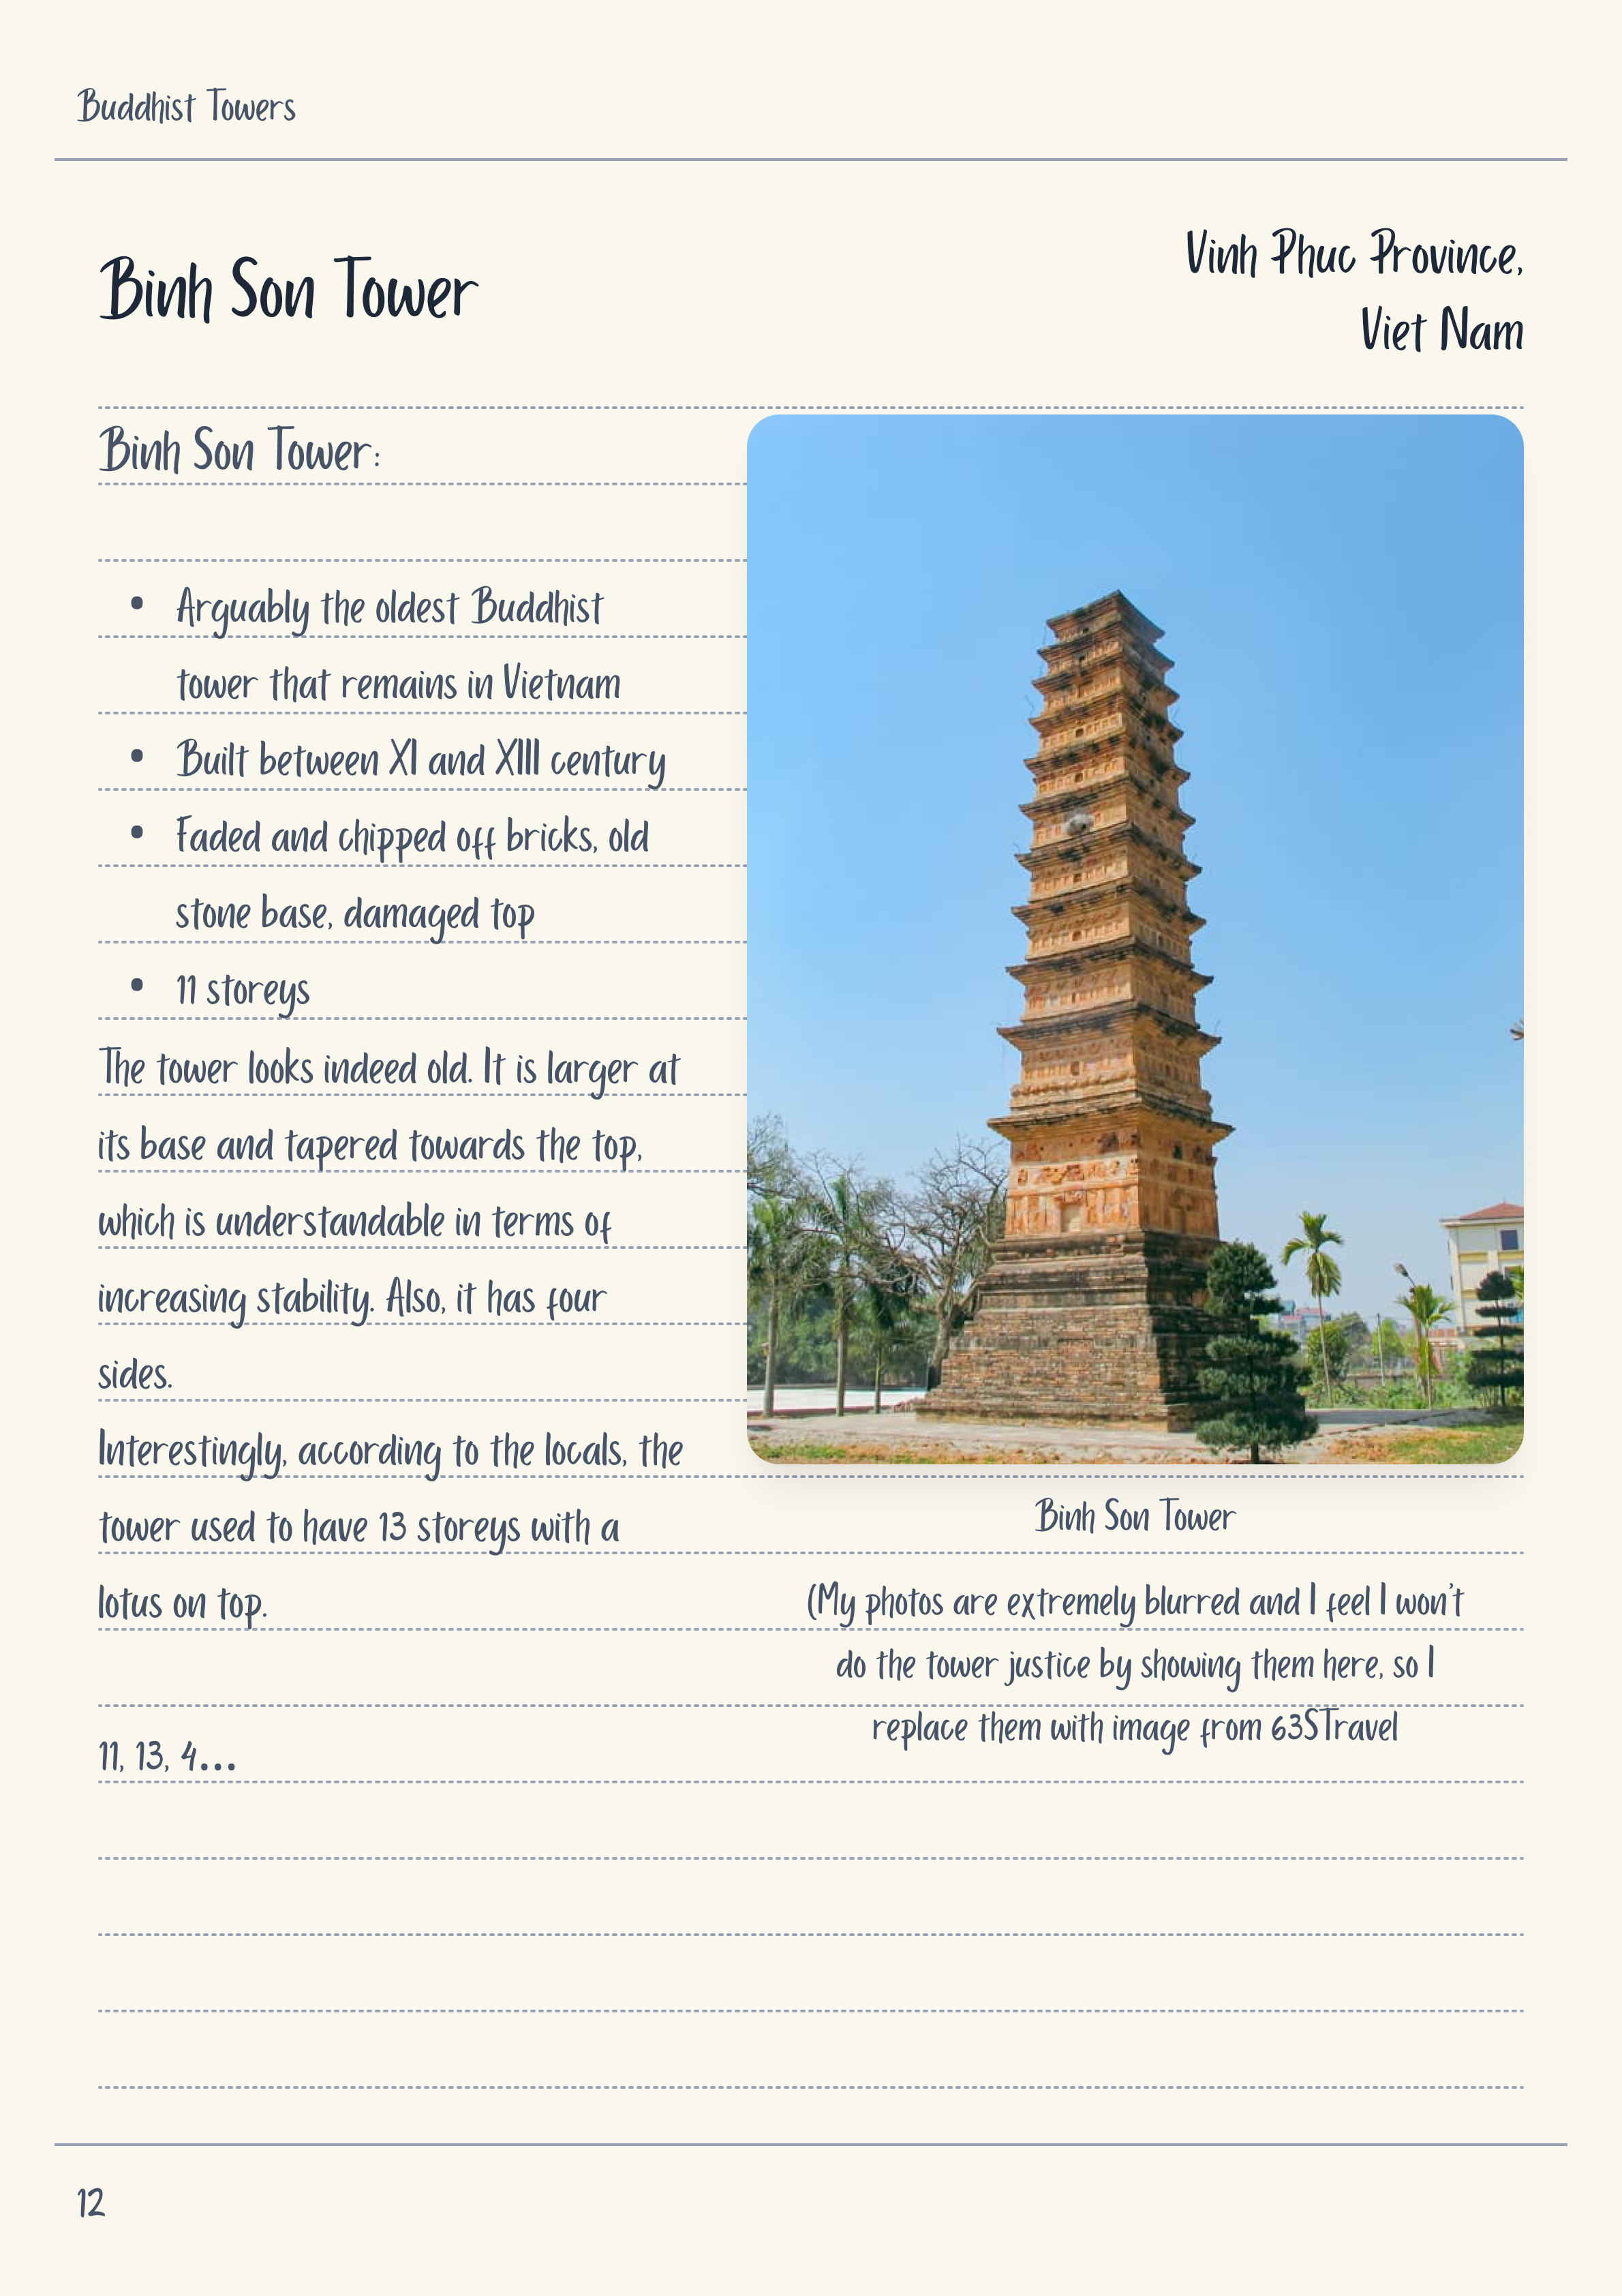 Buddhist Towers
Binh Son Tower
Vinh Phuc Province,
Viet Nam
Binh Son Tower:
• Arguably the oldest Buddhist
tower that remains in Vietnam
• Built between XI and XIII century
• Faded and chipped off bricks, old
stone base, damaged top
• 11 storeys
The tower looks indeed old. It is larger at
its base and tapered towards the top,
which is understandable in terms of
increasing stability. Also, it has four
sides.
Interestingly, according to the locals, the
tower used to have 13 storeys with a
lotus on top.
11, 13, 4...
Binh Son Tower
(My photos are extremely blurred and I feel I won't
do the tower justice by showing them here, so I
replace them with image from 63STravel
12